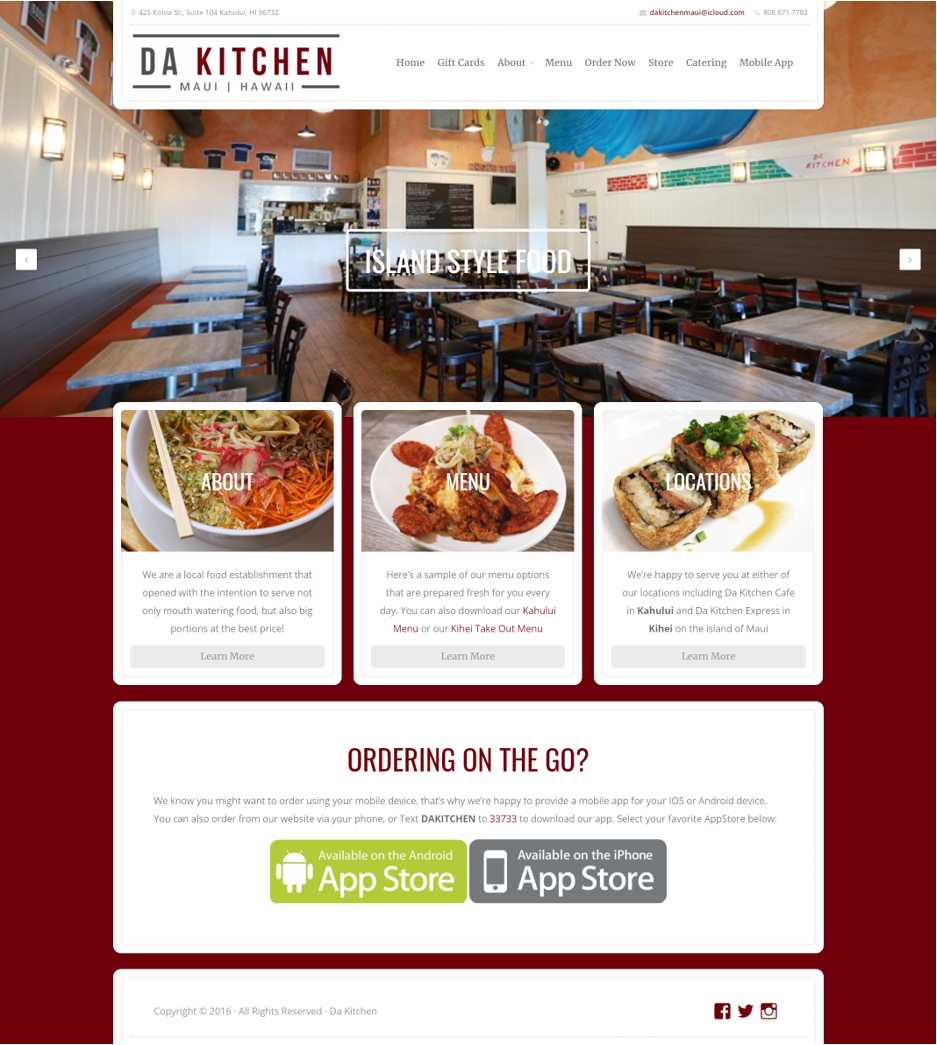 425 Koloa St., Suite 104 Kahului, HI 96732
dakitchenmaui@icloud.com 808.871.7782
DA KITCHEN
MAUI | HAWAII
Home Gift Cards About Menu Order Now Store Catering Mobile App
DA
KITCHEN
ISLAND STYLE FOOD
ABOUT
We are a local food establishment that
opened with the intention to serve not
only mouth watering food, but also big
portions at the best price!
Learn More
MENU
Here's a sample of our menu options
that are prepared fresh for you every
day. You can also download our Kahului
Menu or our Kihei Take Out Menu
Learn More
LOCATIONS
We're happy to serve you at either of
our locations including Da Kitchen Cafe
in Kahului and Da Kitchen Express in
Kihei on the island of Maui
Learn More
ORDERING ON THE GO?
We know you might want to order using your mobile device, that's why we're happy to provide a mobile app for your IOS or Android device.
You can also order from our website via your phone, or Text DAKITCHEN to 33733 to download our app. Select your favorite AppStore below:
Available on the Android
App Store
Available on the iPhone
App Store
Copyright © 2016 · All Rights Reserved · Da Kitchen